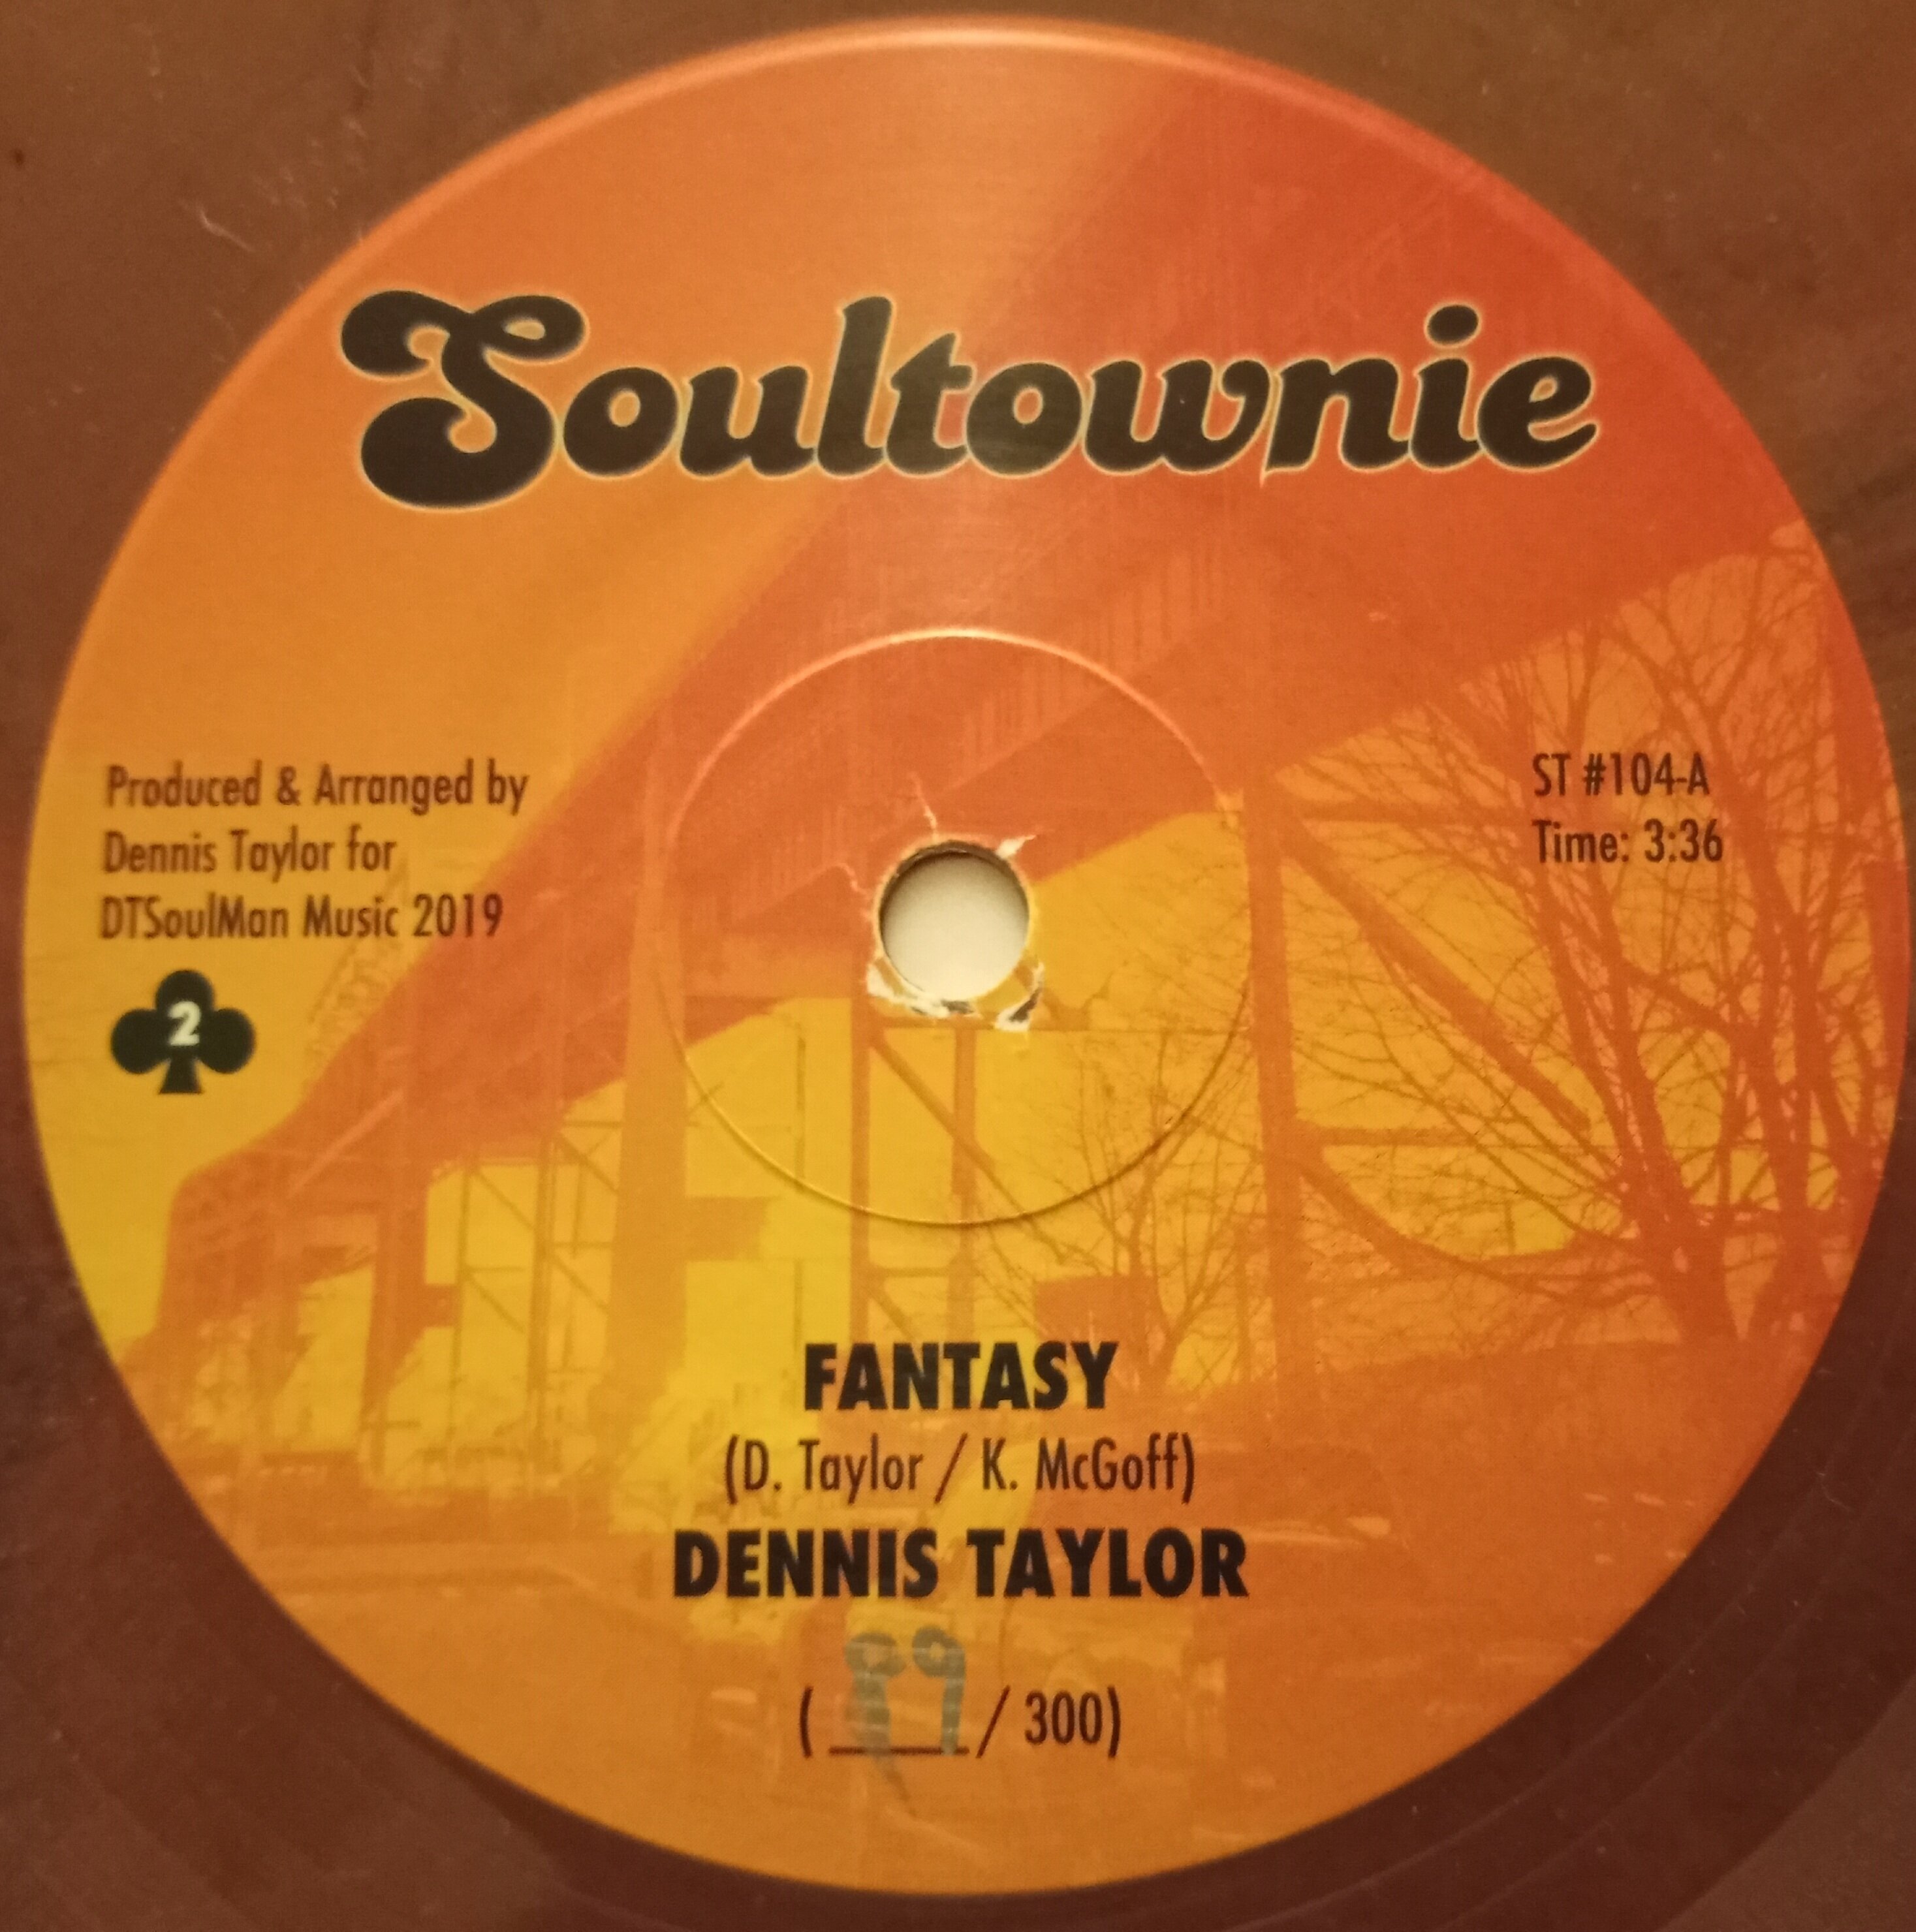 Soultownie
Produced & Arranged by
Dennis Taylor for
DTSoulMan Music 2019
2
ST #104-A
Time: 3:36
FANTASY
(D. Taylor / K. McGoff)
DENNIS TAYLOR
( / 300)